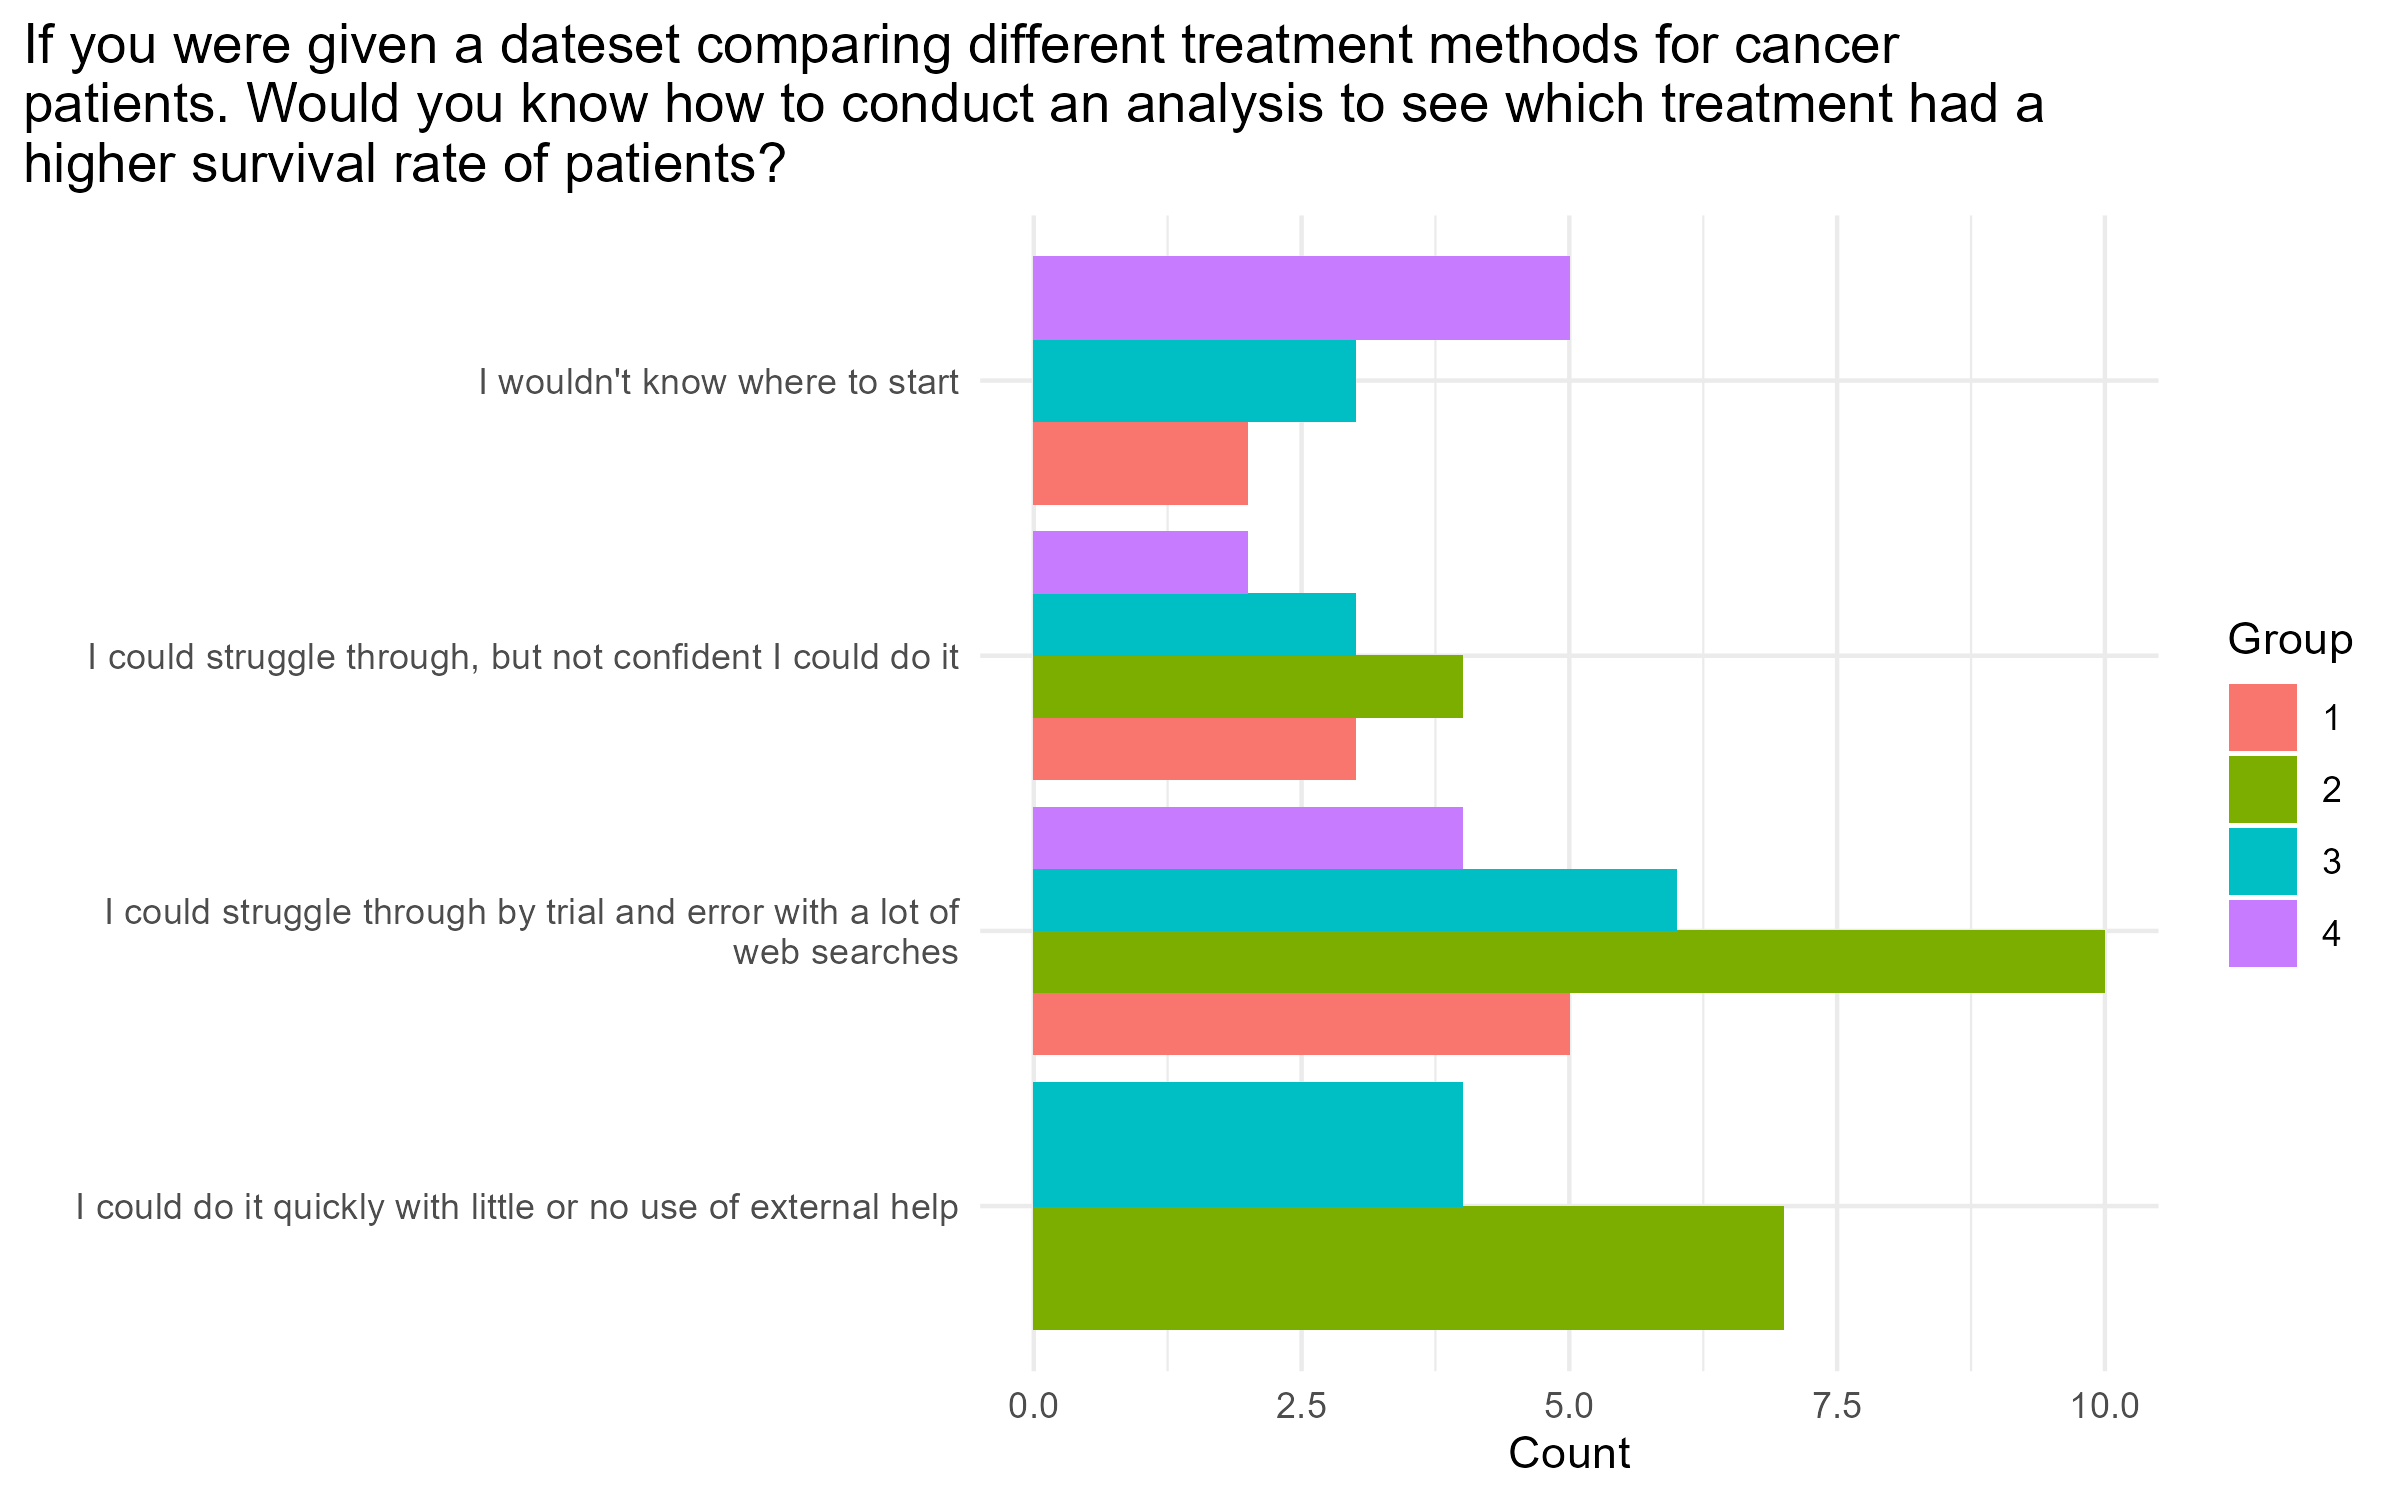 If you were given a dateset comparing different treatment methods for cancer
patients. Would you know how to conduct an analysis to see which treatment had a
higher survival rate of patients?
I wouldn't know where to start
I could struggle through, but not confident I could do it
I could struggle through by trial and error with a lot of
web searches
I could do it quickly with little or no use of external help
0.0 2.5 5.0 7.5 10.0
Count
Group
1
2
3
4